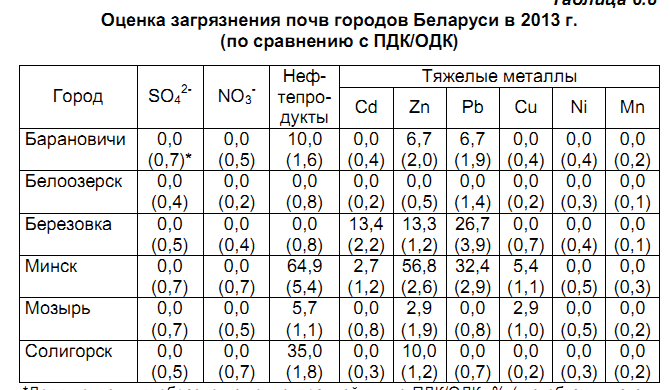 Оценка загрязнения почв городов Беларуси в 2013 г.
(по сравнению с ПДК/ОДК)
Город SO₄²⁻ NO₃⁻ Неф-тепро-дукты Тяжелые металлы
Cd Zn Pb Cu Ni Mn
Барановичи 0,0 0,0 10,0 0,0 6,7 6,7 0,0 0,0 0,0
(0,7)* (0,5) (1,6) (0,4) (2,0) (1,9) (0,4) (0,4) (0,2)
Белоозерск 0,0 0,0 0,0 0,0 0,0 0,0 0,0 0,0 0,0
(0,4) (0,2) (0,8) (0,2) (0,5) (1,4) (0,2) (0,3) (0,1)
Березовка 0,0 0,0 0,0 13,4 13,3 26,7 0,0 0,0 0,0
(0,5) (0,4) (0,8) (2,2) (1,2) (3,9) (0,7) (0,4) (0,1)
Минск 0,0 0,0 64,9 2,7 56,8 32,4 5,4 0,0 0,0
(0,7) (0,7) (5,4) (1,2) (2,6) (2,9) (1,1) (0,5) (0,3)
Мозырь 0,0 0,0 5,7 0,0 2,9 0,0 2,9 0,0 0,0
(0,7) (0,5) (1,1) (0,8) (1,9) (0,8) (1,0) (0,5) (0,2)
Солигорск 0,0 0,0 35,0 0,0 10,0 0,0 0,0 0,0 0,0
(0,5) (0,7) (1,8) (0,3) (1,2) (0,7) (0,2) (0,3) (0,2)